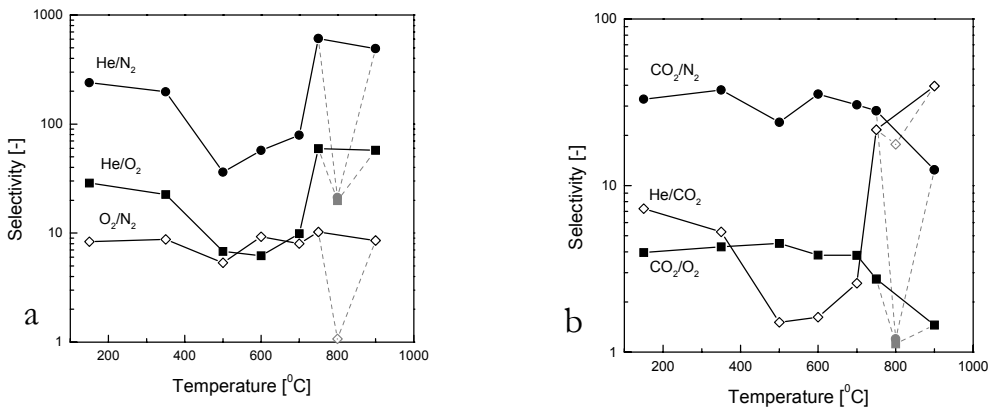 1000
100
10
1
Selectivity [-]
He/N₂
He/O₂
O₂/N₂
a
200 400 600 800 1000
Temperature [⁰C]
100
10
1
Selectivity [-]
CO₂/N₂
He/CO₂
CO₂/O₂
b
200 400 600 800 1000
Temperature [⁰C]